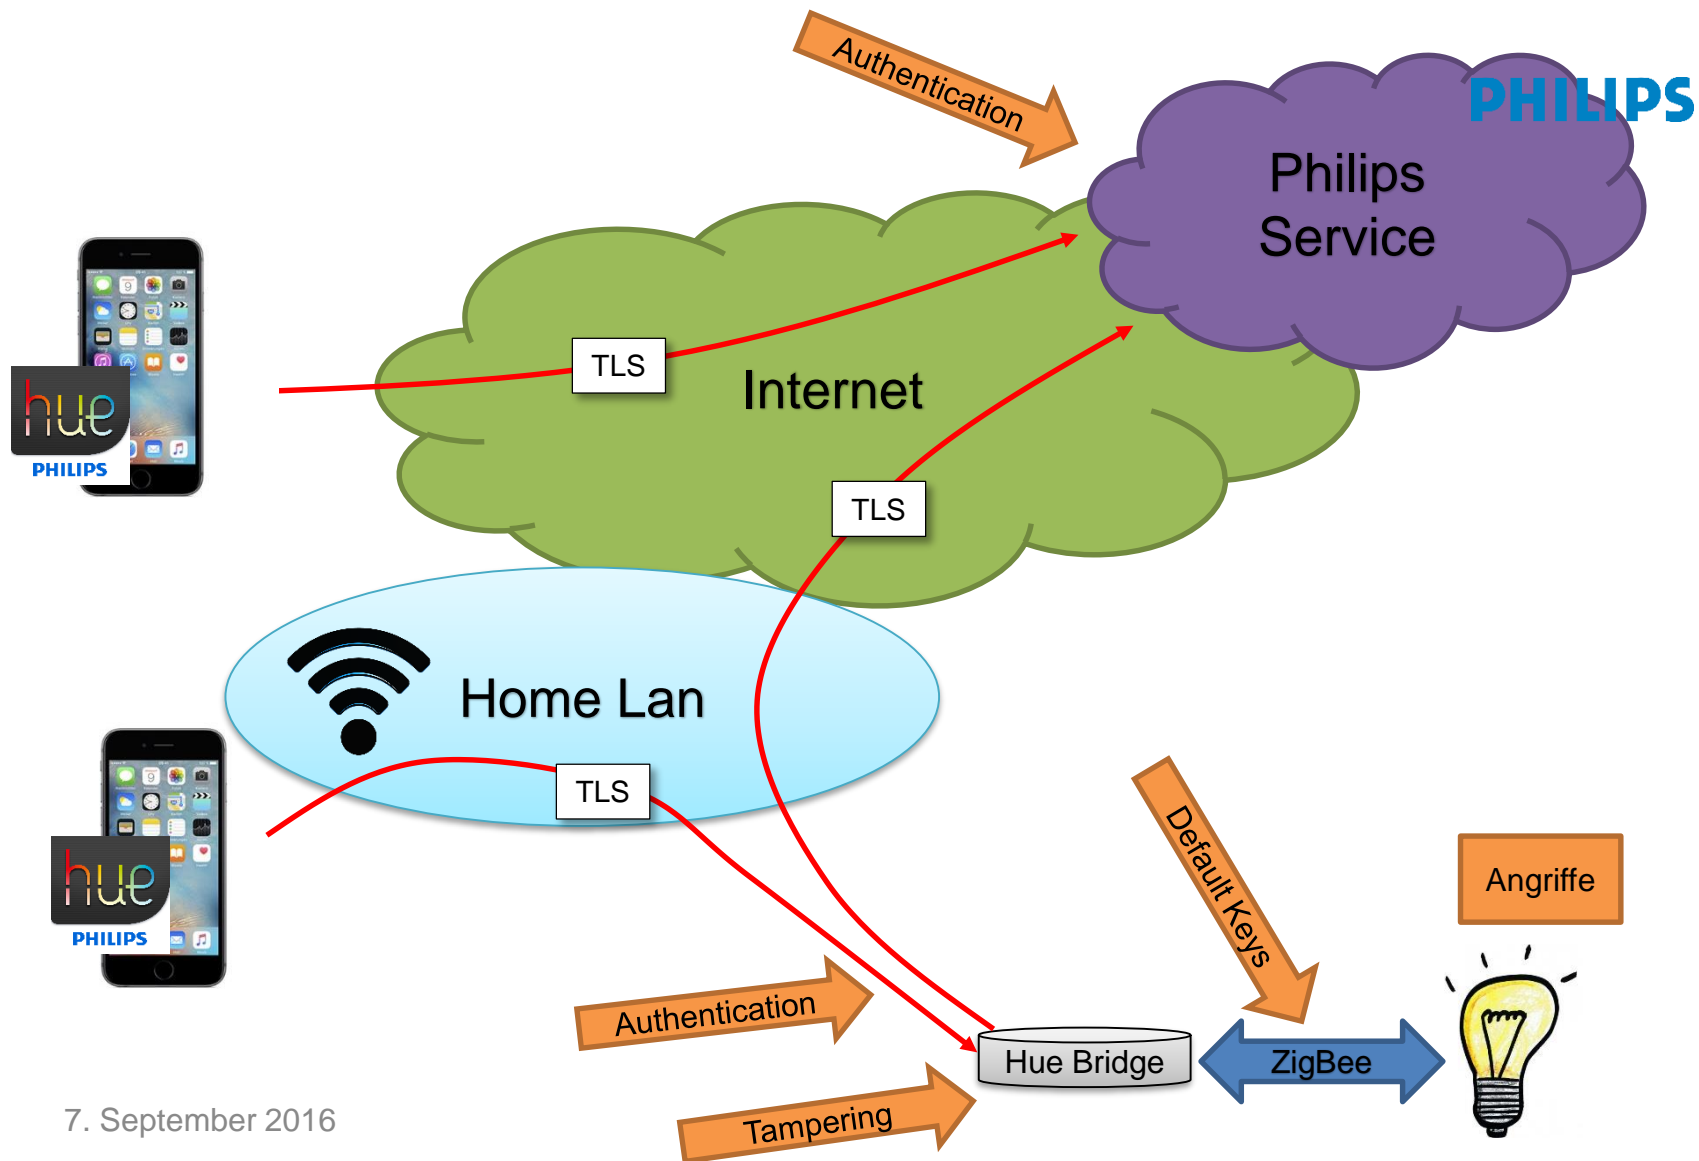 Authentication
PHILIPS
Philips
Service
TLS
Internet
hue
PHILIPS
TLS
Home Lan
TLS
Default Keys
hue
PHILIPS
Angriffe
Authentication
Hue Bridge
ZigBee
Tampering
7. September 2016